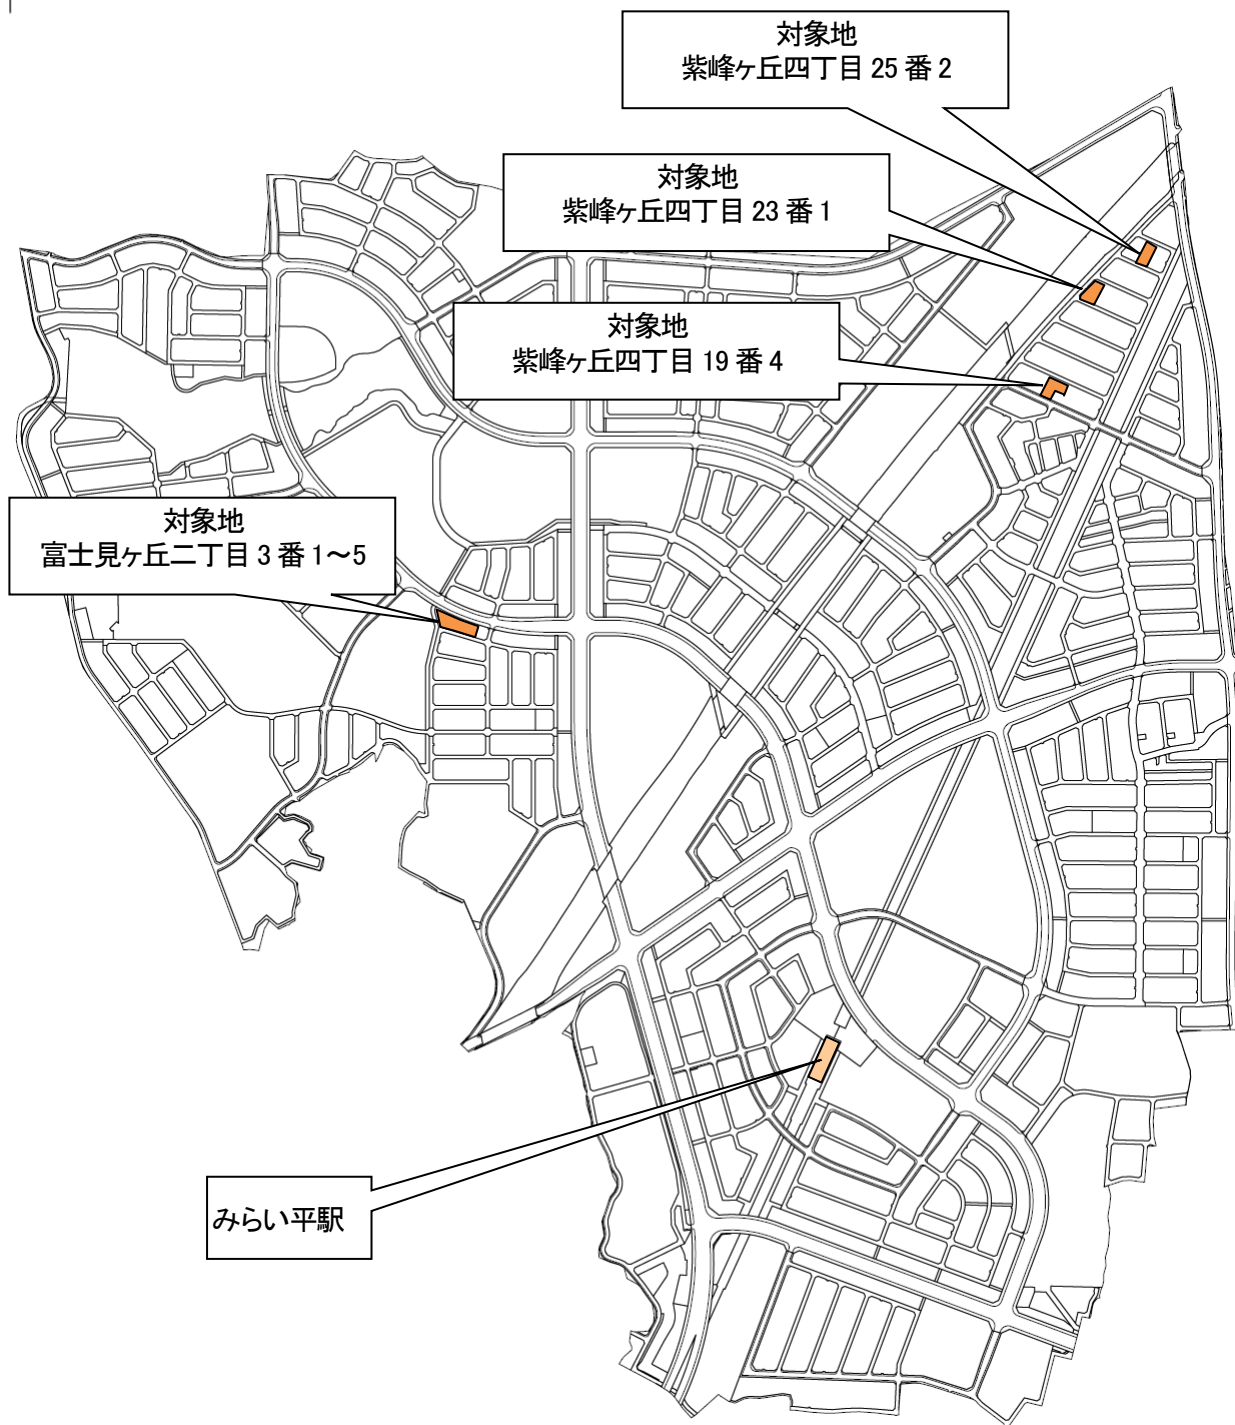 対象地
紫峰ヶ丘四丁目 25 番 2
対象地
紫峰ヶ丘四丁目 23 番 1
対象地
紫峰ヶ丘四丁目 19 番 4
対象地
富士見ヶ丘二丁目 3 番 1～5
みらい平駅